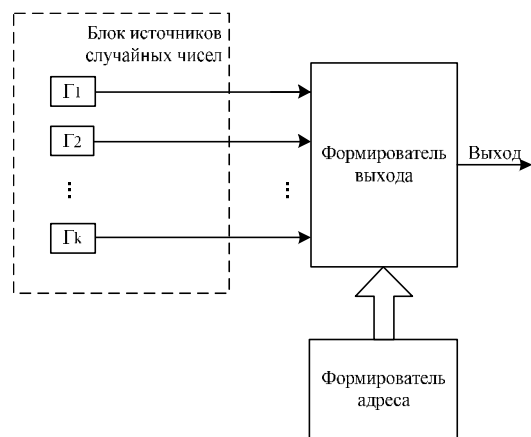 Блок источников
случайных чисел
Г1
Г2
Гk
Формирователь
выхода
Выход
Формирователь
адреса